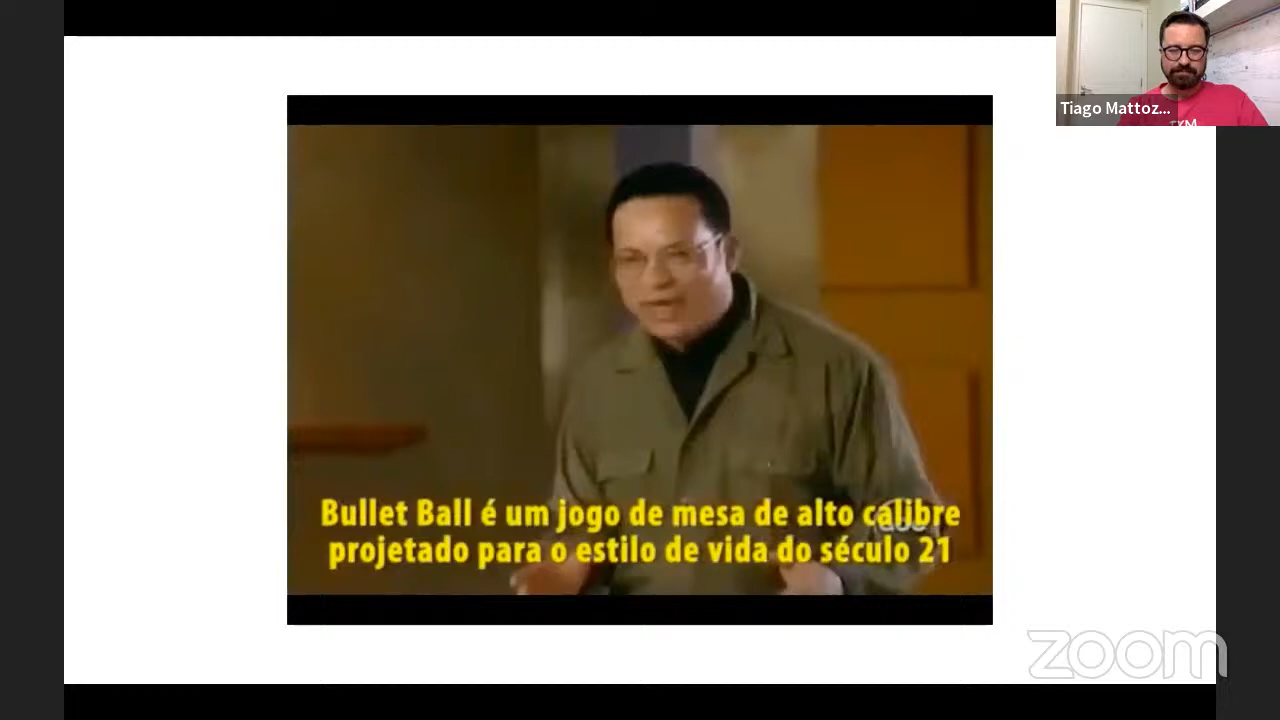 Tiago Mattoz...
Bullet Ball é um jogo de mesa de alto calibre
projetado para o estilo de vida do século 21
zoom